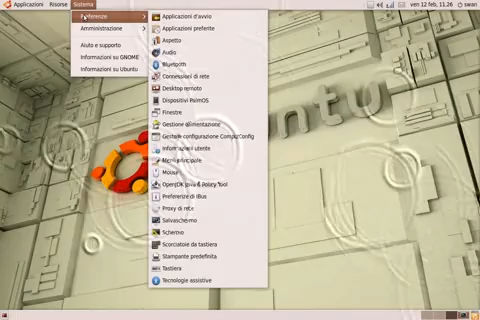 Applicazioni Risorse Sistema
ven 12 feb, 11.26 swan
Preferenze
Amministrazione
Aiuto e supporto
Informazioni su GNOME
Informazioni su Ubuntu
Applicazioni d'avvio
Applicazioni preferite
Aspetto
Audio
Bluetooth
Connessioni di rete
Desktop remoto
Dispositivi PalmOS
Finestre
Gestione alimentazione
Gestore configurazione CompizConfig
Informazioni utente
Menù principale
Mouse
OpenJDK Java 6 Policy Tool
Preferenze di IBus
Proxy di rete
Salvaschermo
Schermo
Scorciatoie da tastiera
Stampante predefinita
Tastiera
Tecnologie assistive
untu